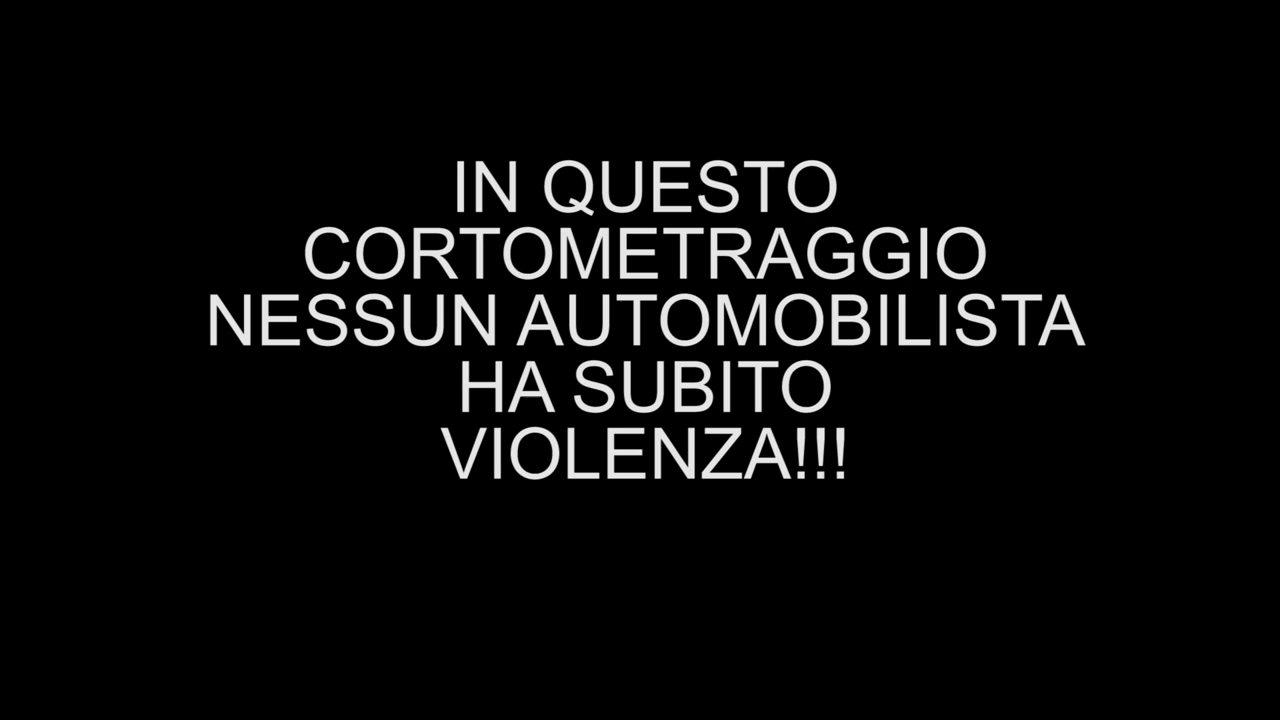 IN QUESTO
CORTOMETRAGGIO
NESSUN AUTOMOBILISTA
HA SUBITO
VIOLENZA!!!